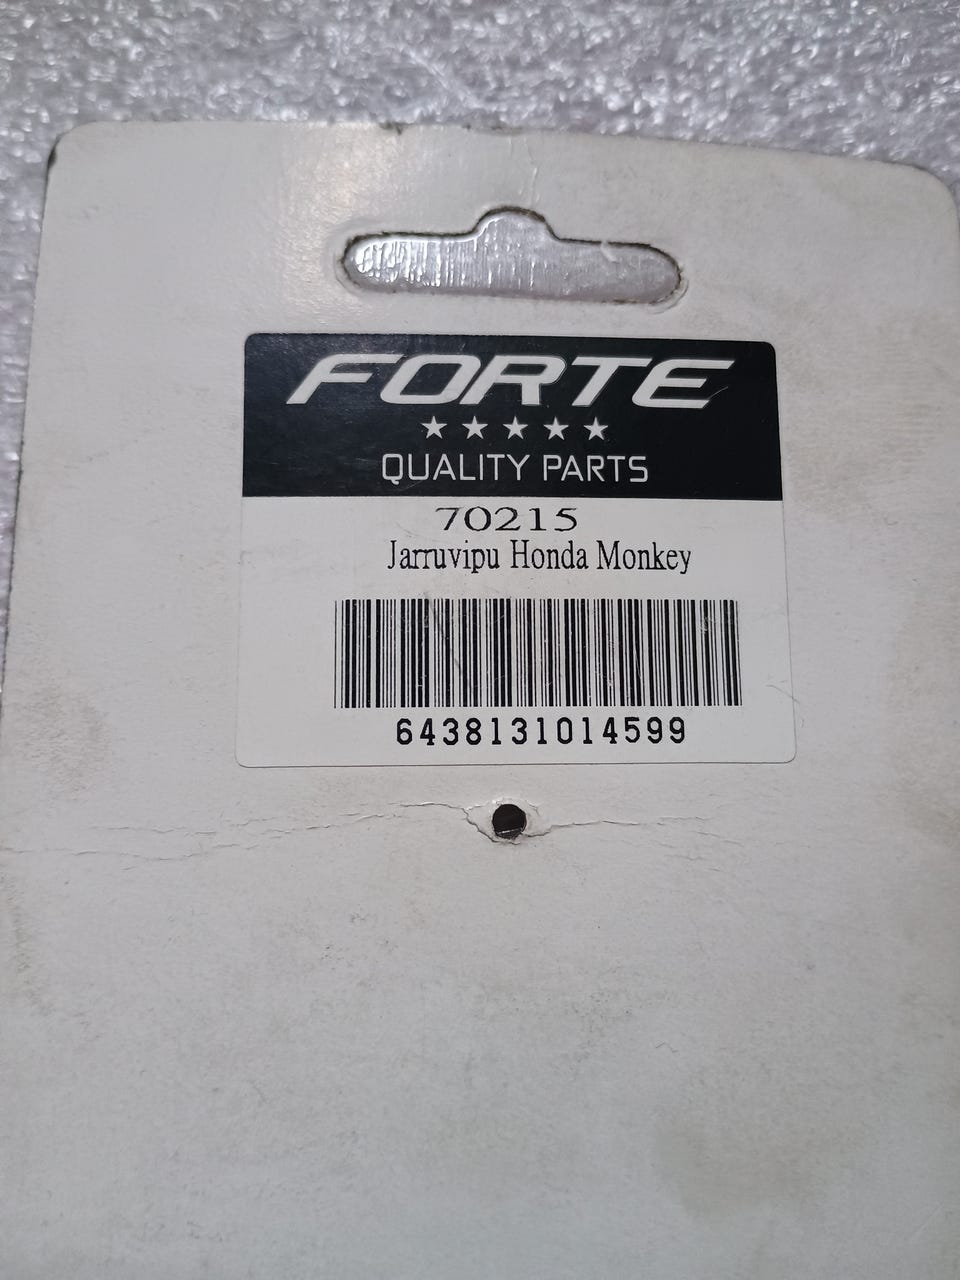 FORTE
QUALITY PARTS
70215
Jarruvipu Honda Monkey
6438131014599